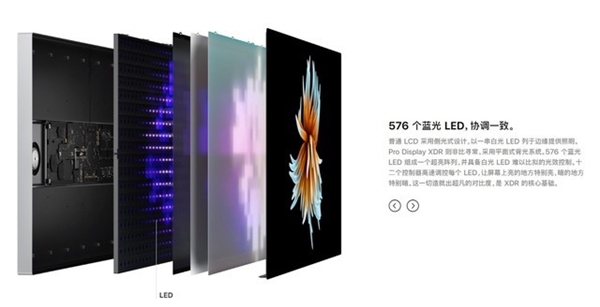 576 个蓝光 LED，协调一致。
普通 LCD 采用侧光式设计，以一串白光 LED 列于边缘提供照明。
Pro Display XDR 则非比寻常，采用平面式背光系统。576 个蓝光
LED 组成一个超亮阵列，并具备白光 LED 难以比拟的光效控制。十
二个控制器高速调控每个 LED，让屏幕上亮的地方特别亮，暗的地方
特别暗。这一切造就出超凡的对比度，是 XDR 的核心基础。
LED